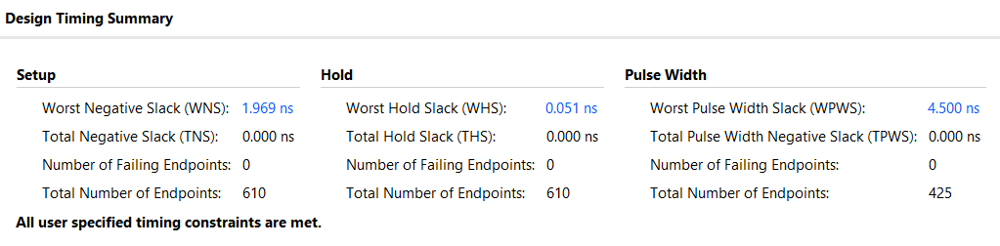 Design Timing Summary
Setup Hold Pulse Width
Worst Negative Slack (WNS): 1.969 ns Worst Hold Slack (WHS): 0.051 ns Worst Pulse Width Slack (WPWS): 4.500 ns
Total Negative Slack (TNS): 0.000 ns Total Hold Slack (THS): 0.000 ns Total Pulse Width Negative Slack (TPWS): 0.000 ns
Number of Failing Endpoints: 0 Number of Failing Endpoints: 0 Number of Failing Endpoints: 0
Total Number of Endpoints: 610 Total Number of Endpoints: 610 Total Number of Endpoints: 425
All user specified timing constraints are met.